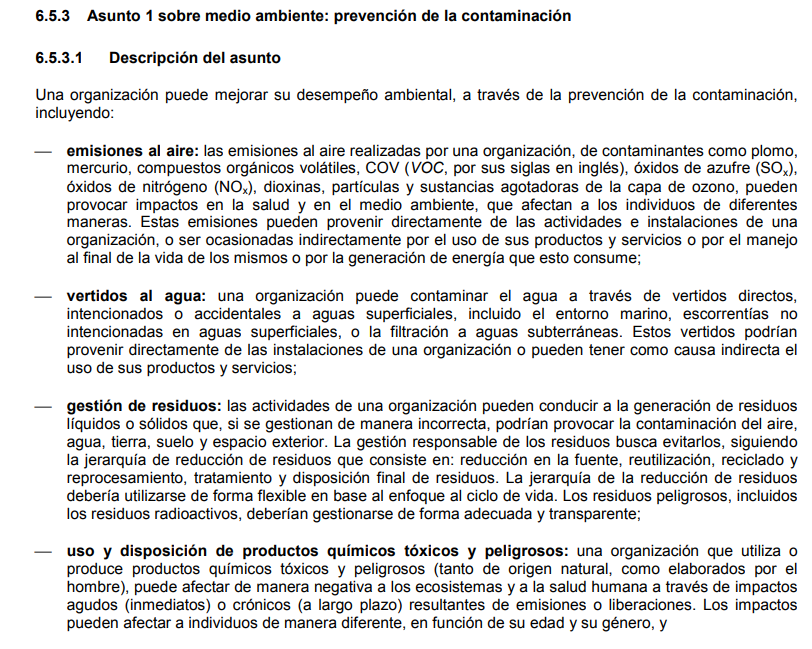 6.5.3 Asunto 1 sobre medio ambiente: prevención de la contaminación
6.5.3.1 Descripción del asunto
Una organización puede mejorar su desempeño ambiental, a través de la prevención de la contaminación,
incluyendo:
— emisiones al aire: las emisiones al aire realizadas por una organización, de contaminantes como plomo,
mercurio, compuestos orgánicos volátiles, COV (VOC, por sus siglas en inglés), óxidos de azufre (SOx),
óxidos de nitrógeno (NOx), dioxinas, partículas y sustancias agotadoras de la capa de ozono, pueden
provocar impactos en la salud y en el medio ambiente, que afectan a los individuos de diferentes
maneras. Estas emisiones pueden provenir directamente de las actividades e instalaciones de una
organización, o ser ocasionadas indirectamente por el uso de sus productos y servicios o por el manejo
al final de la vida de los mismos o por la generación de energía que esto consume;
— vertidos al agua: una organización puede contaminar el agua a través de vertidos directos,
intencionados o accidentales a aguas superficiales, incluido el entorno marino, escorrentías no
intencionadas en aguas superficiales, o la filtración a aguas subterráneas. Estos vertidos podrían
provenir directamente de las instalaciones de una organización o pueden tener como causa indirecta el
uso de sus productos y servicios;
— gestión de residuos: las actividades de una organización pueden conducir a la generación de residuos
líquidos o sólidos que, si se gestionan de manera incorrecta, podrían provocar la contaminación del aire,
agua, tierra, suelo y espacio exterior. La gestión responsable de los residuos busca evitarlos, siguiendo
la jerarquía de reducción de residuos que consiste en: reducción en la fuente, reutilización, reciclado y
reprocesamiento, tratamiento y disposición final de residuos. La jerarquía de la reducción de residuos
debería utilizarse de forma flexible en base al enfoque al ciclo de vida. Los residuos peligrosos, incluidos
los residuos radioactivos, deberían gestionarse de forma adecuada y transparente;
— uso y disposición de productos químicos tóxicos y peligrosos: una organización que utiliza o
produce productos químicos tóxicos y peligrosos (tanto de origen natural, como elaborados por el
hombre), puede afectar de manera negativa a los ecosistemas y a la salud humana a través de impactos
agudos (inmediatos) o crónicos (a largo plazo) resultantes de emisiones o liberaciones. Los impactos
pueden afectar a individuos de manera diferente, en función de su edad y su género, y